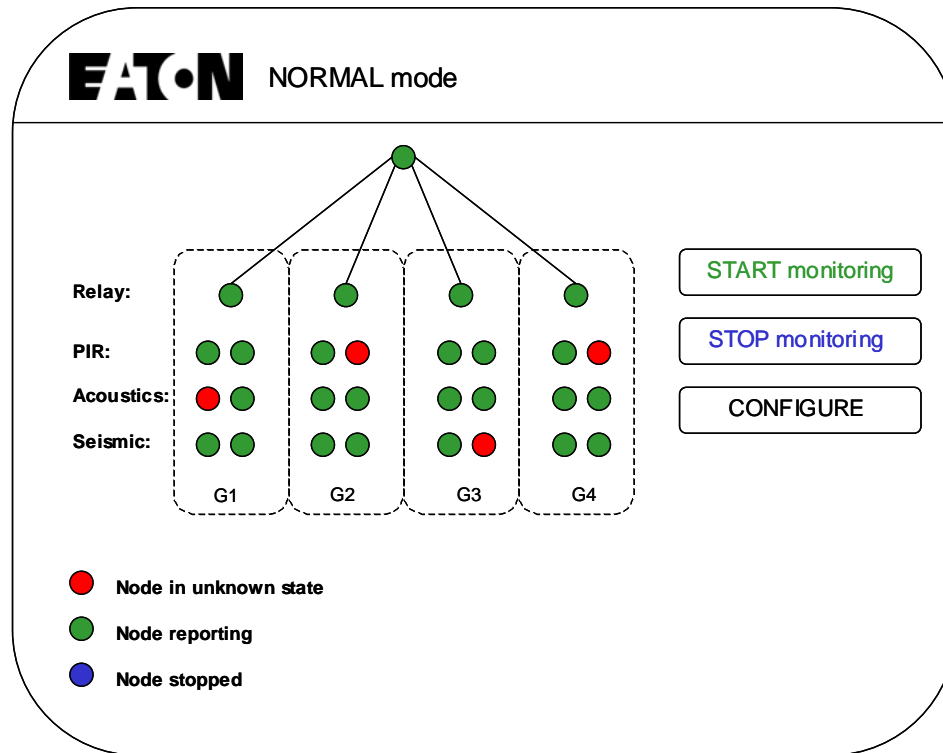 EATON NORMAL mode
Relay:
START monitoring
PIR:
STOP monitoring
Acoustics:
CONFIGURE
Seismic:
G1 G2 G3 G4
Node in unknown state
Node reporting
Node stopped